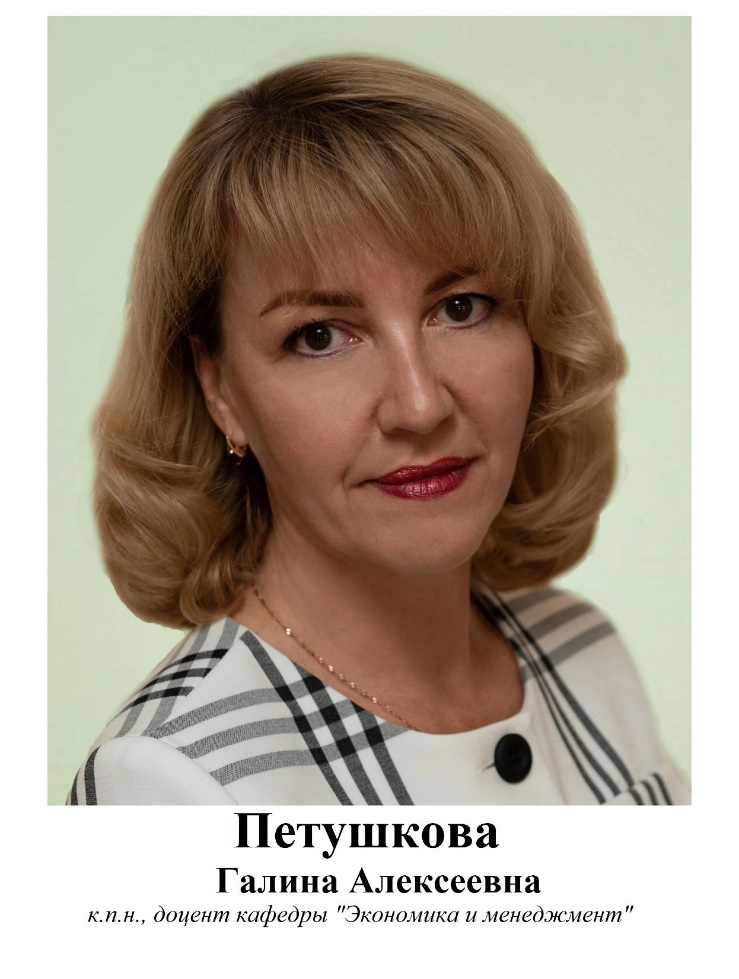 Петушкова
Галина Алексеевна
к.п.н., доцент кафедры "Экономика и менеджмент"